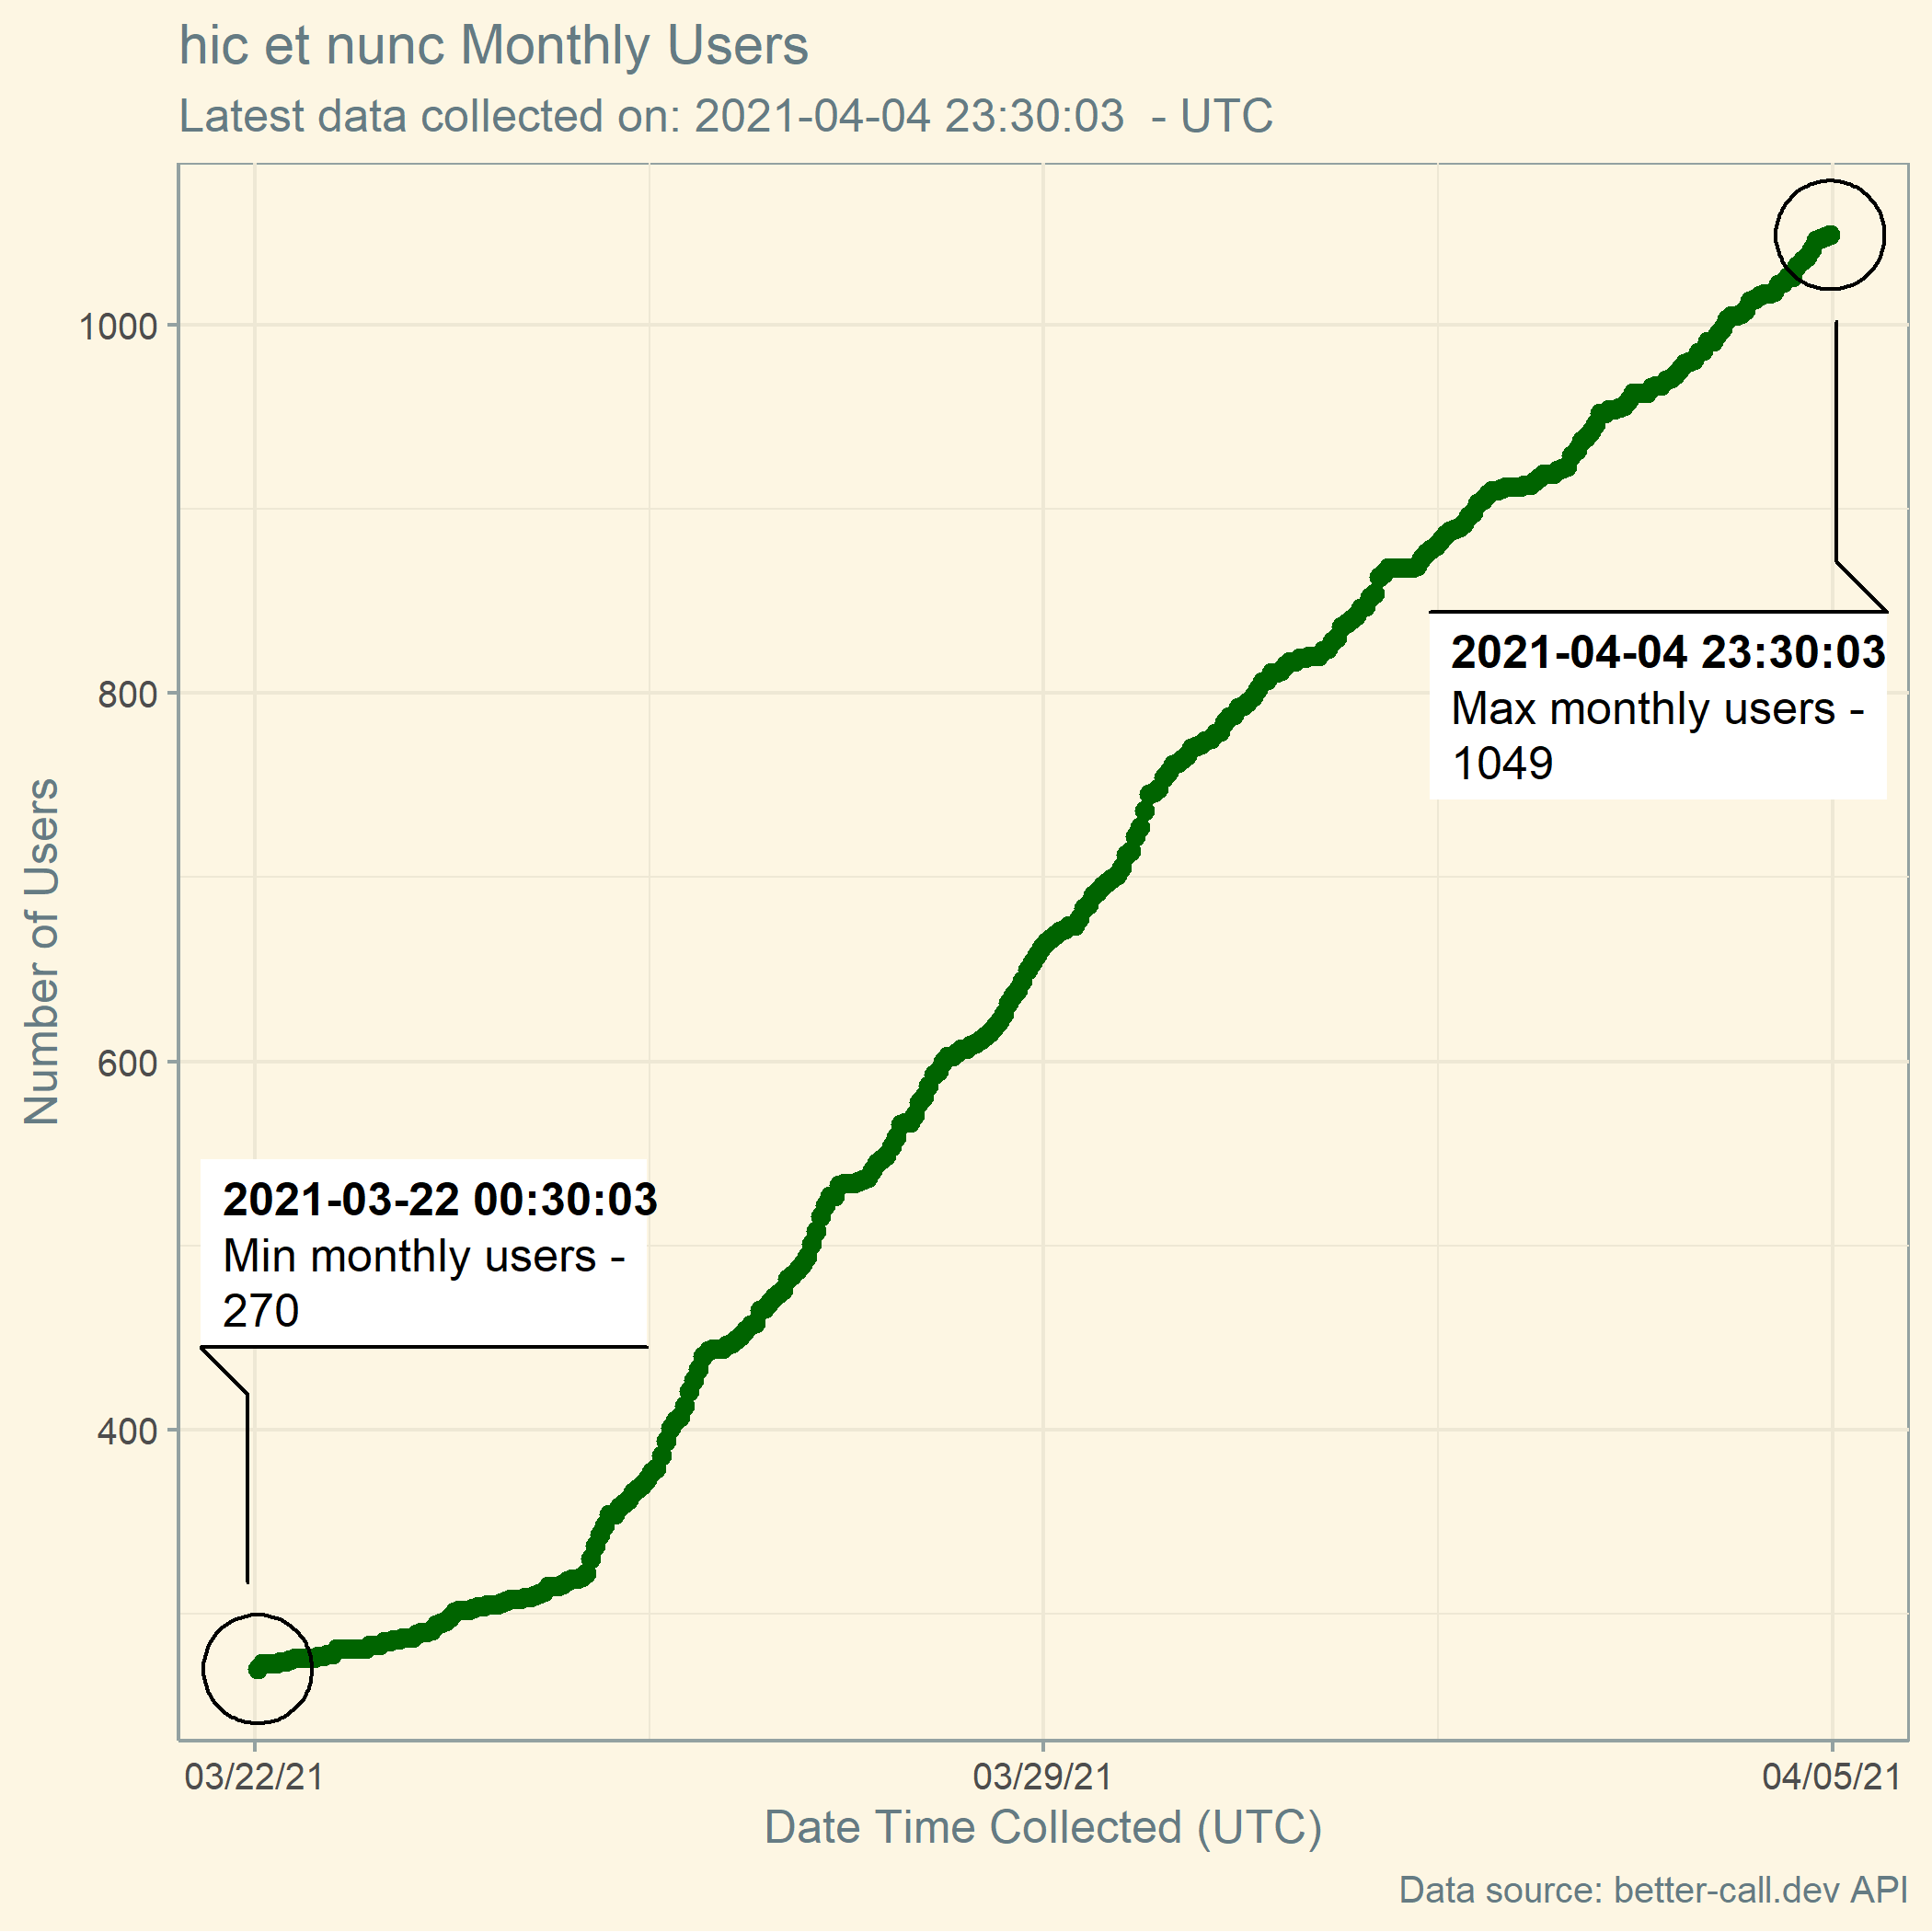 hic et nunc Monthly Users
Latest data collected on: 2021-04-04 23:30:03  - UTC
Number of Users
1000
800
600
400
2021-04-04 23:30:03
Max monthly users -
1049
2021-03-22 00:30:03
Min monthly users -
270
03/22/21
03/29/21
04/05/21
Date Time Collected (UTC)
Data source: better-call.dev API